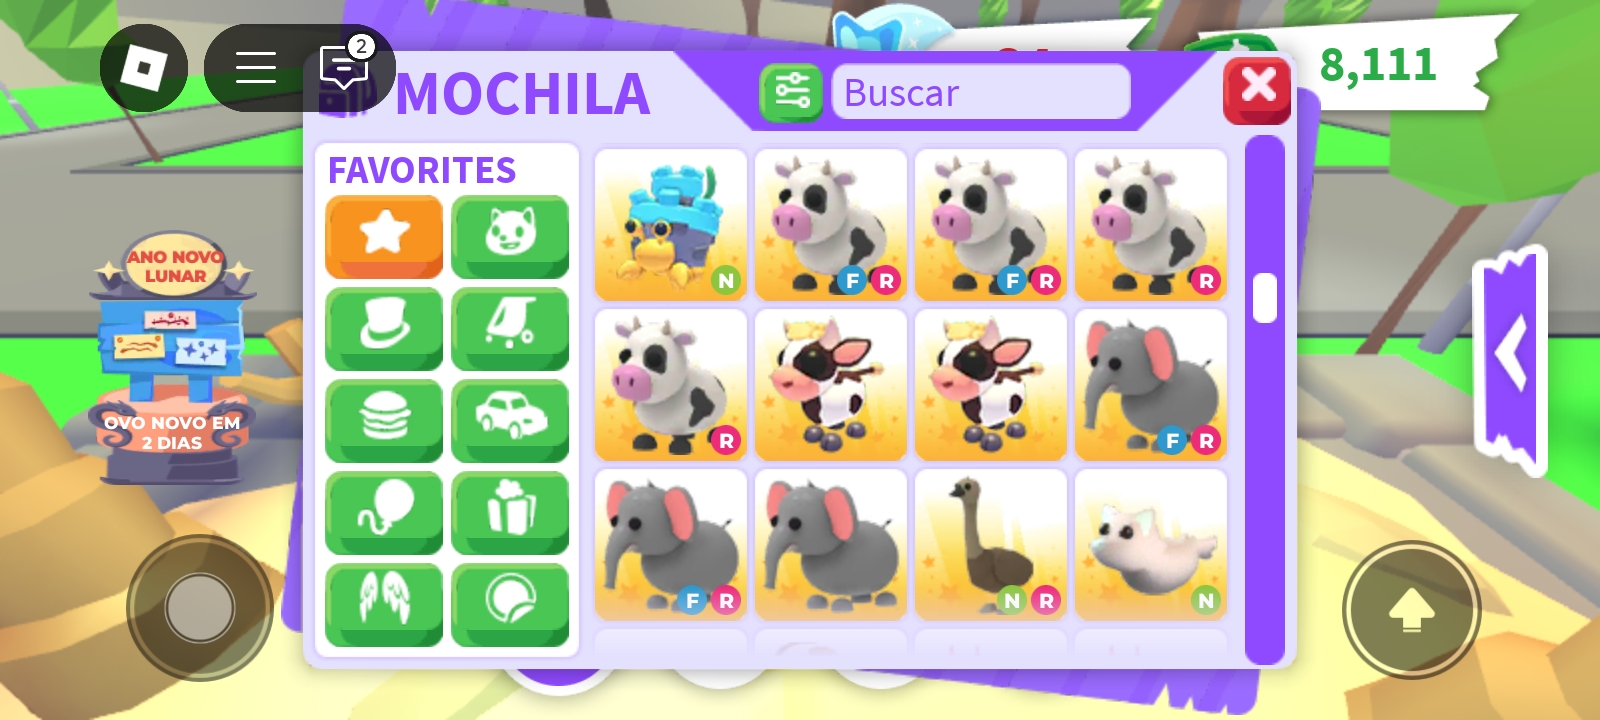 2
MOCHILA
Buscar
8,111
FAVORITES
ANO NOVO
LUNAR
OVO NOVO EM
2 DIAS
N
F R
F R
R
R
F R
F R
N R
N